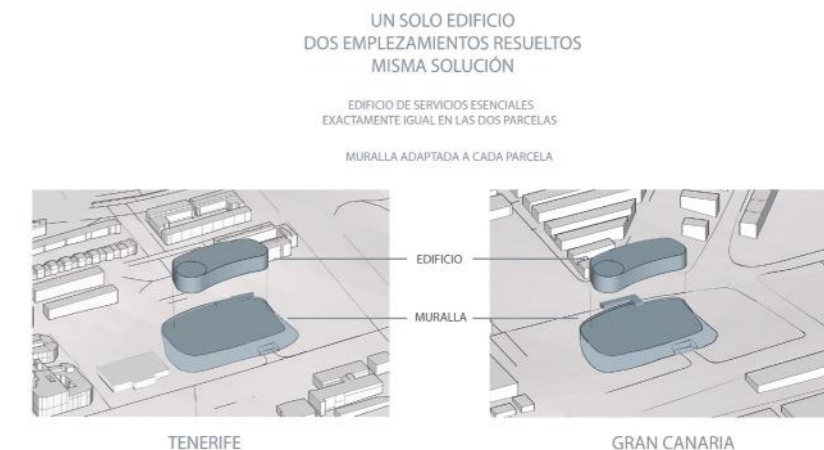 UN SOLO EDIFICIO
DOS EMPLEZAMIENTOS RESUELTOS
MISMA SOLUCIÓN
EDIFICIO DE SERVICIOS ESENCIALES
EXACTAMENTE IGUAL EN LAS DOS PARCELAS
MURALLA ADAPTADA A CADA PARCELA
EDIFICIO
MURALLA
TENERIFE
GRAN CANARIA